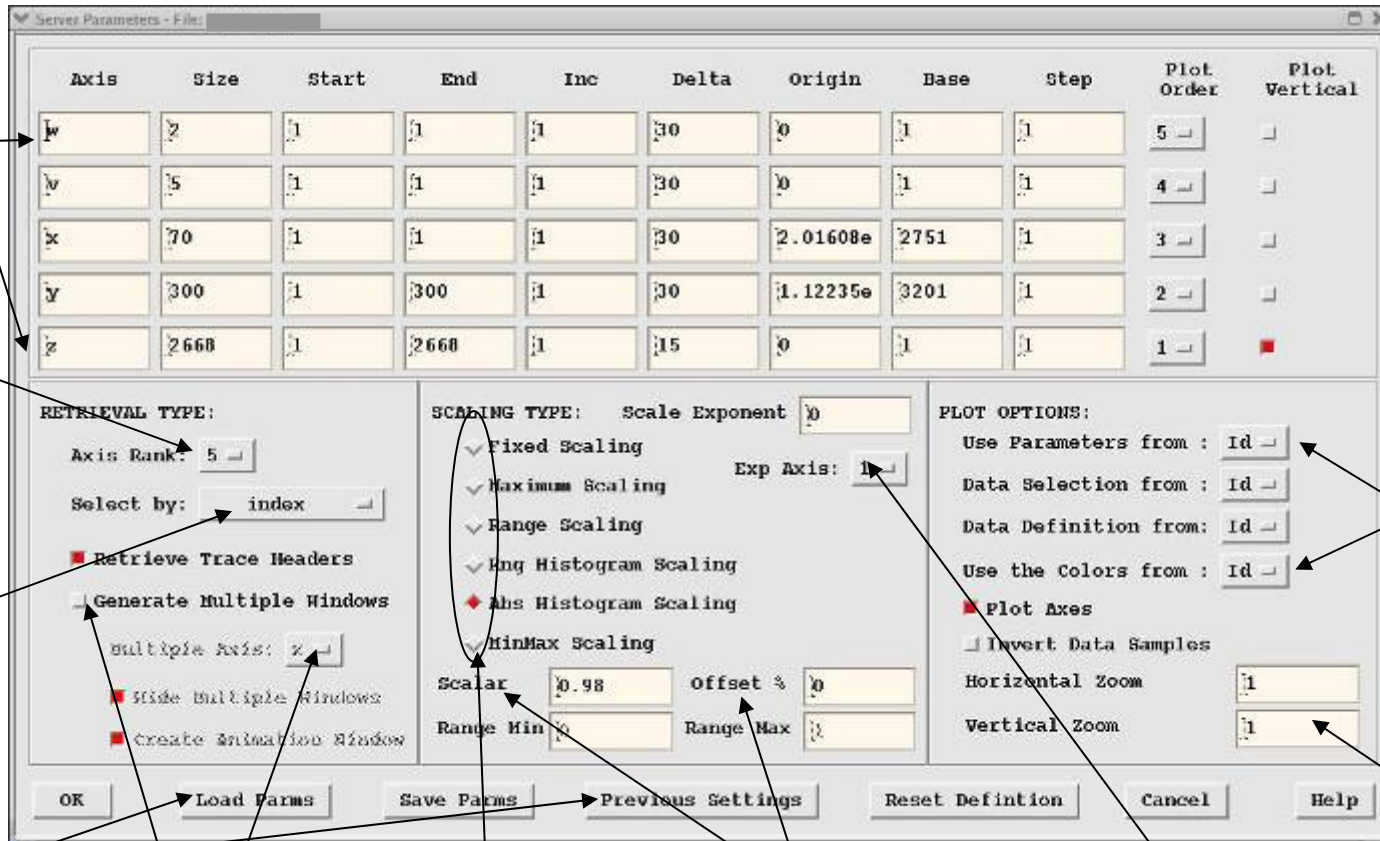 Server Parameters - File:
Axis Size Start End Inc Delta Origin Base Step Plot Order Plot Vertical
w 2 1 1 1 30 0 1 1 5
v 5 1 1 1 30 0 1 1 4
x 70 1 1 1 30 2.01608e 2751 1 3
y 300 1 300 1 30 1.12235e 3201 1 2
z 2668 1 2668 1 15 0 1 1 1
RETRIEVAL TYPE:
Axis Rank: 5
Select by: index
Retrieve Trace Headers
Generate Multiple Windows
Multiple Axis:
Hide Multiple Windows
Create Animation Window
SCALING TYPE: Scale Exponent 0
Fixed Scaling
Exp Axis: 1
Maximum Scaling
Range Scaling
Rng Histogram Scaling
Abs Histogram Scaling
MinMax Scaling
Scalar 0.98 Offset % 0
Range Min 0 Range Max 1
PLOT OPTIONS:
Use Parameters from : Id
Data Selection from : Id
Data Definition from: Id
Use the Colors from : Id
Plot Axes
Invert Data Samples
Horizontal Zoom 1
Vertical Zoom 1
OK Load Parms Save Parms Previous Settings Reset Defintion Cancel Help